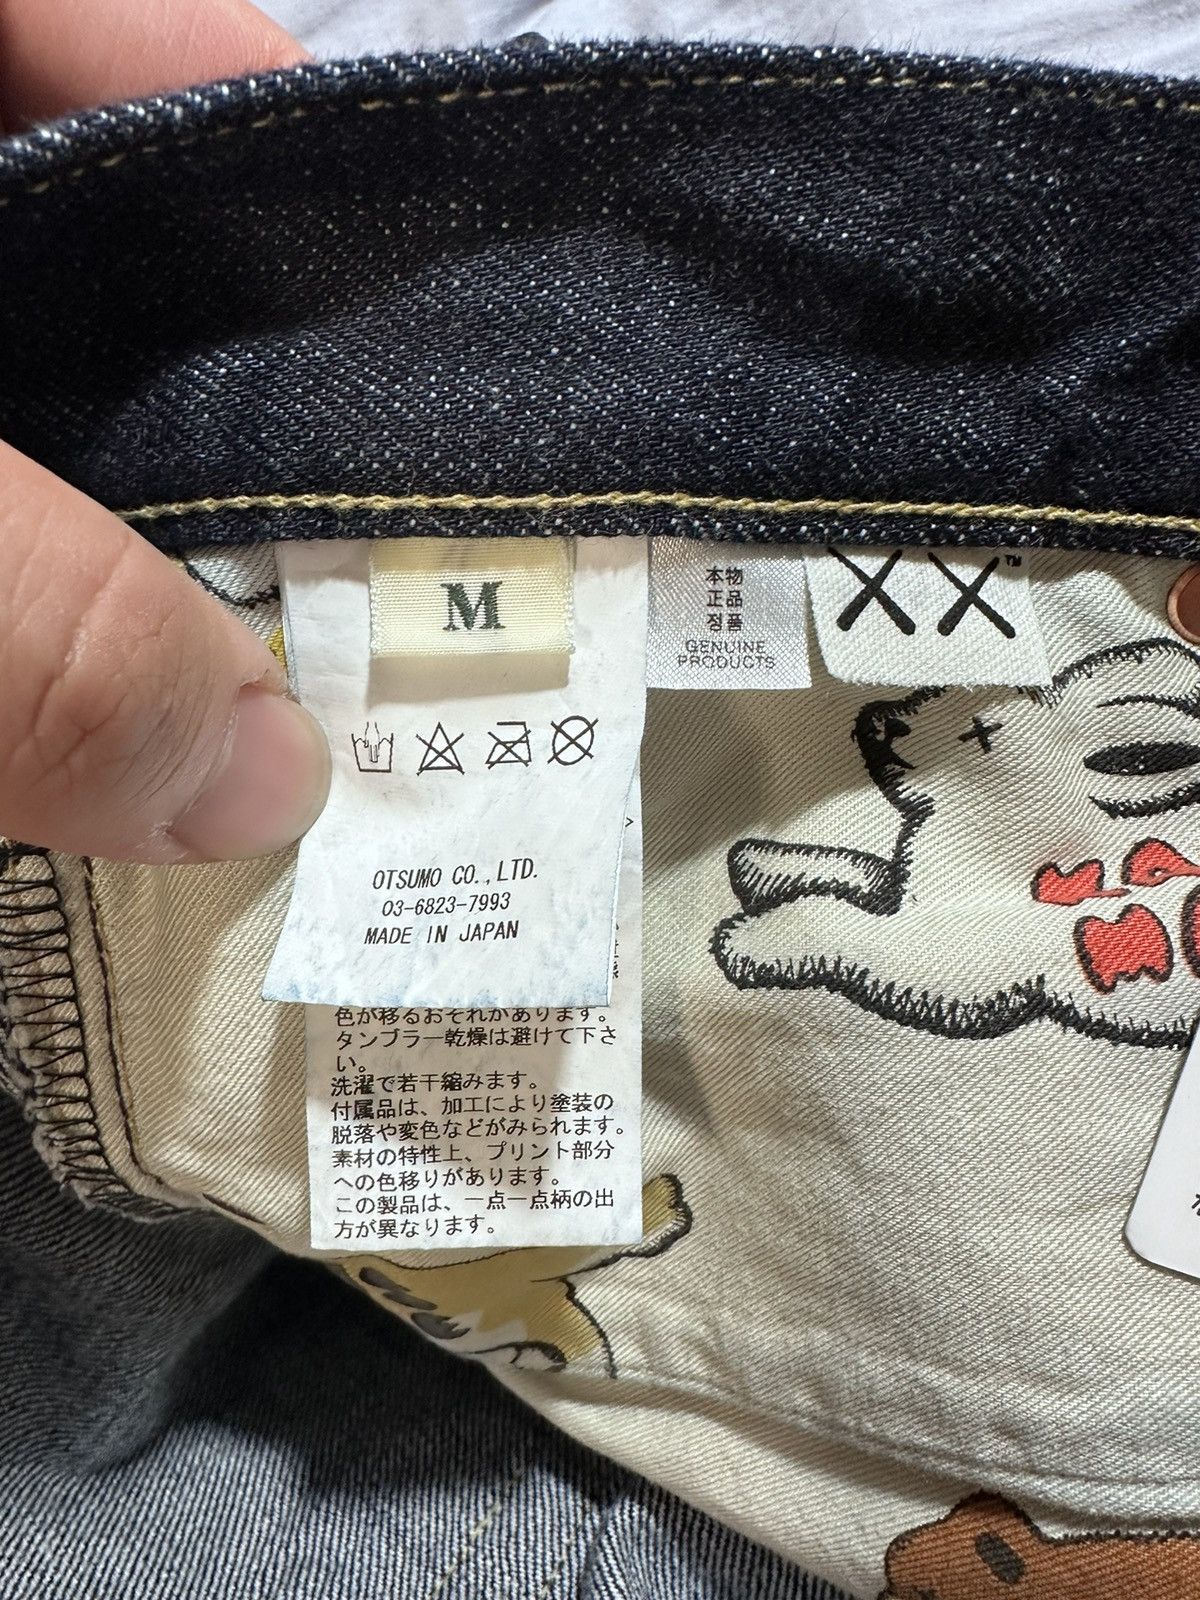 M
本物
正品
정품
GENUINE
PRODUCTS
XX™
OTSUMO CO.,LTD.
03-6823-7993
MADE IN JAPAN
色が移るおそれがあります。
タンブラー乾燥は避けて下さ
い。
洗濯で若干縮みます。
付属品は、加工により塗装の
脱落や変色などがみられます。
素材の特性上、プリント部分
への色移りがあります。
この製品は、一点一点柄の出
方が異なります。